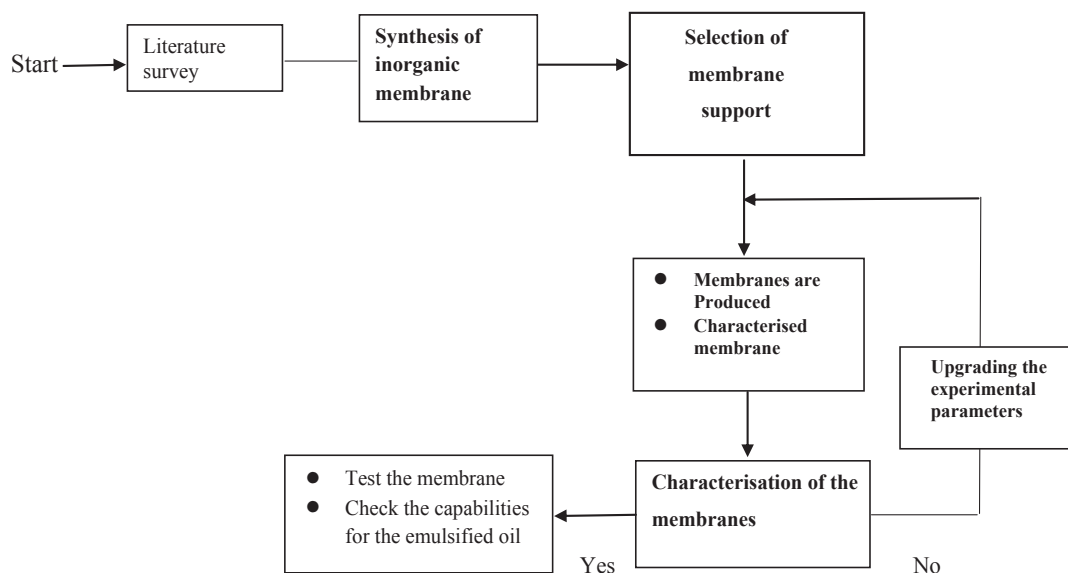 Start
Literature
survey
Synthesis of
inorganic
membrane
Selection of
membrane
support
● Membranes are
Produced
● Characterised
membrane
Upgrading the
experimental
parameters
Characterisation of the
membranes
● Test the membrane
● Check the capabilities
for the emulsified oil
Yes
No